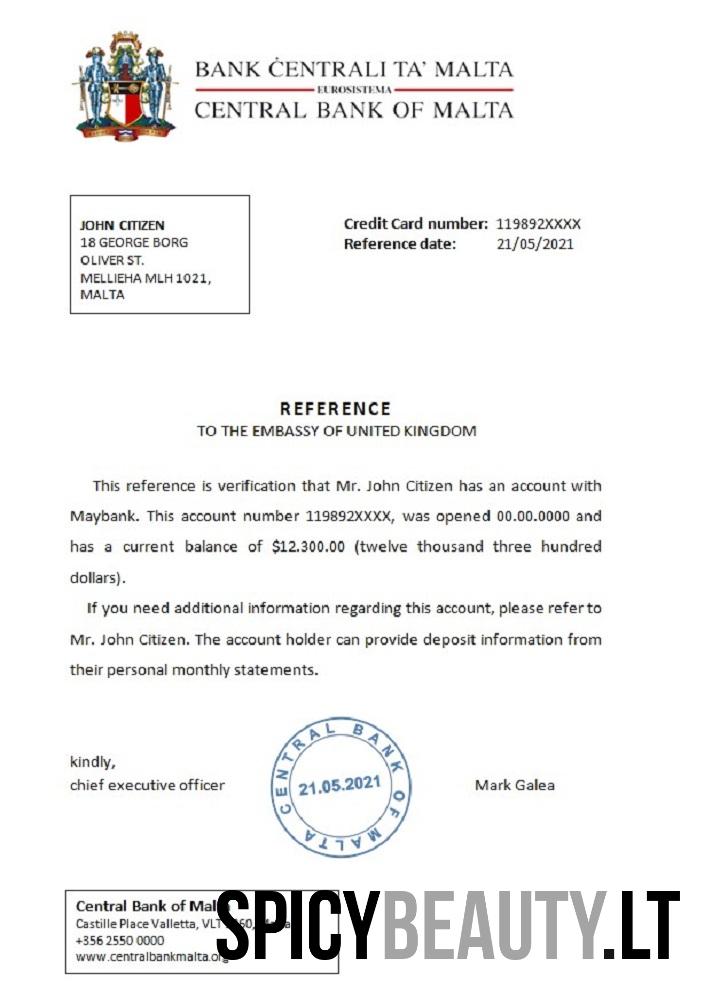 BANK ĊENTRALI TA' MALTA
EUROSISTEMA
CENTRAL BANK OF MALTA
JOHN CITIZEN
18 GEORGE BORG
OLIVER ST.
MELLIEHA MLH 1021,
MALTA
Credit Card number: 119892XXXX
Reference date: 21/05/2021
REFERENCE
TO THE EMBASSY OF UNITED KINGDOM
This reference is verification that Mr. John Citizen has an account with
Maybank. This account number 119892XXXX, was opened 00.00.0000 and
has a current balance of $12.300.00 (twelve thousand three hundred
dollars).
If you need additional information regarding this account, please refer to
Mr. John Citizen. The account holder can provide deposit information from
their personal monthly statements.
kindly,
chief executive officer
CENTRAL BANK OF MALTA
21.05.2021
Mark Galea
Central Bank of
Castille Place Valletta, VLT
+356 2550 0000
www.centralbankmalta.org
SPICYBEAUTY.LT